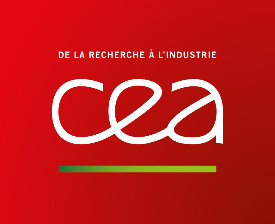 DE LA RECHERCHE À L'INDUSTRIE
cea